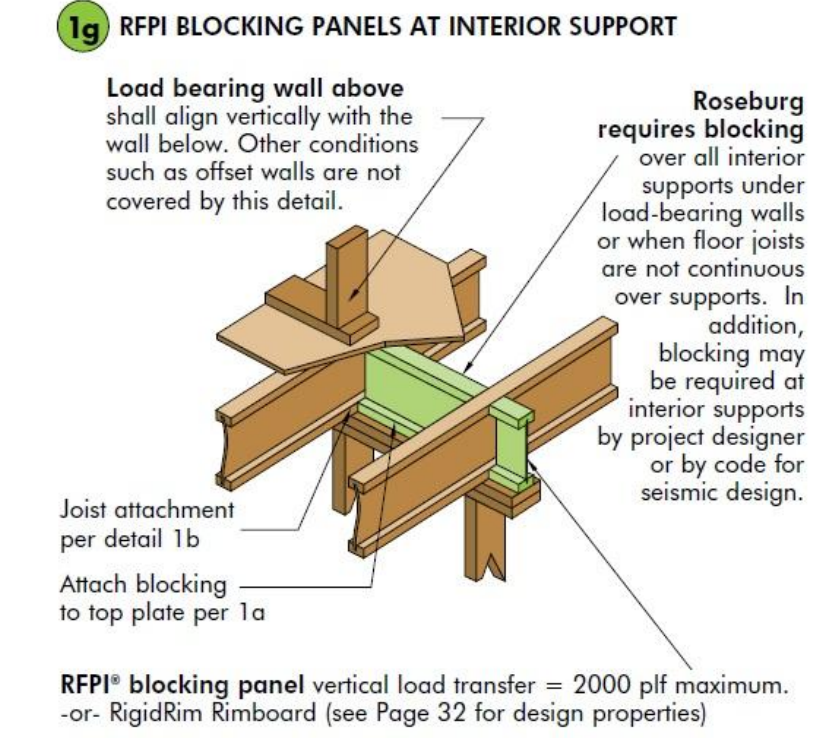 1g RFPI BLOCKING PANELS AT INTERIOR SUPPORT
Load bearing wall above
shall align vertically with the
wall below. Other conditions
such as offset walls are not
covered by this detail.
Roseburg
requires blocking
over all interior
supports under
load-bearing walls
or when floor joists
are not continuous
over supports. In
addition,
blocking may
be required at
interior supports
by project designer
or by code for
seismic design.
Joist attachment
per detail 1b
Attach blocking
to top plate per 1a
RFPI® blocking panel vertical load transfer = 2000 plf maximum.
-or- RigidRim Rimboard (see Page 32 for design properties)